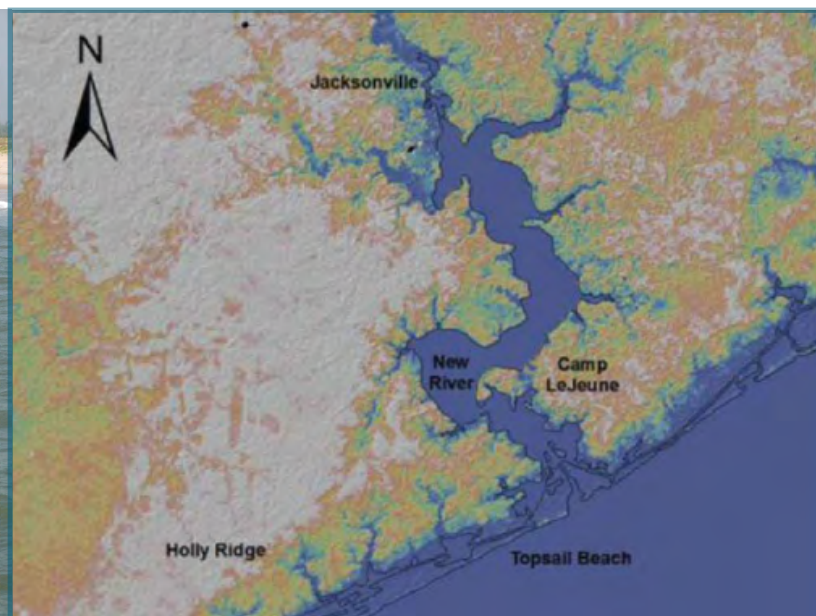 N
Jacksonville
New
River
Camp
LeJeune
Holly Ridge
Topsail Beach